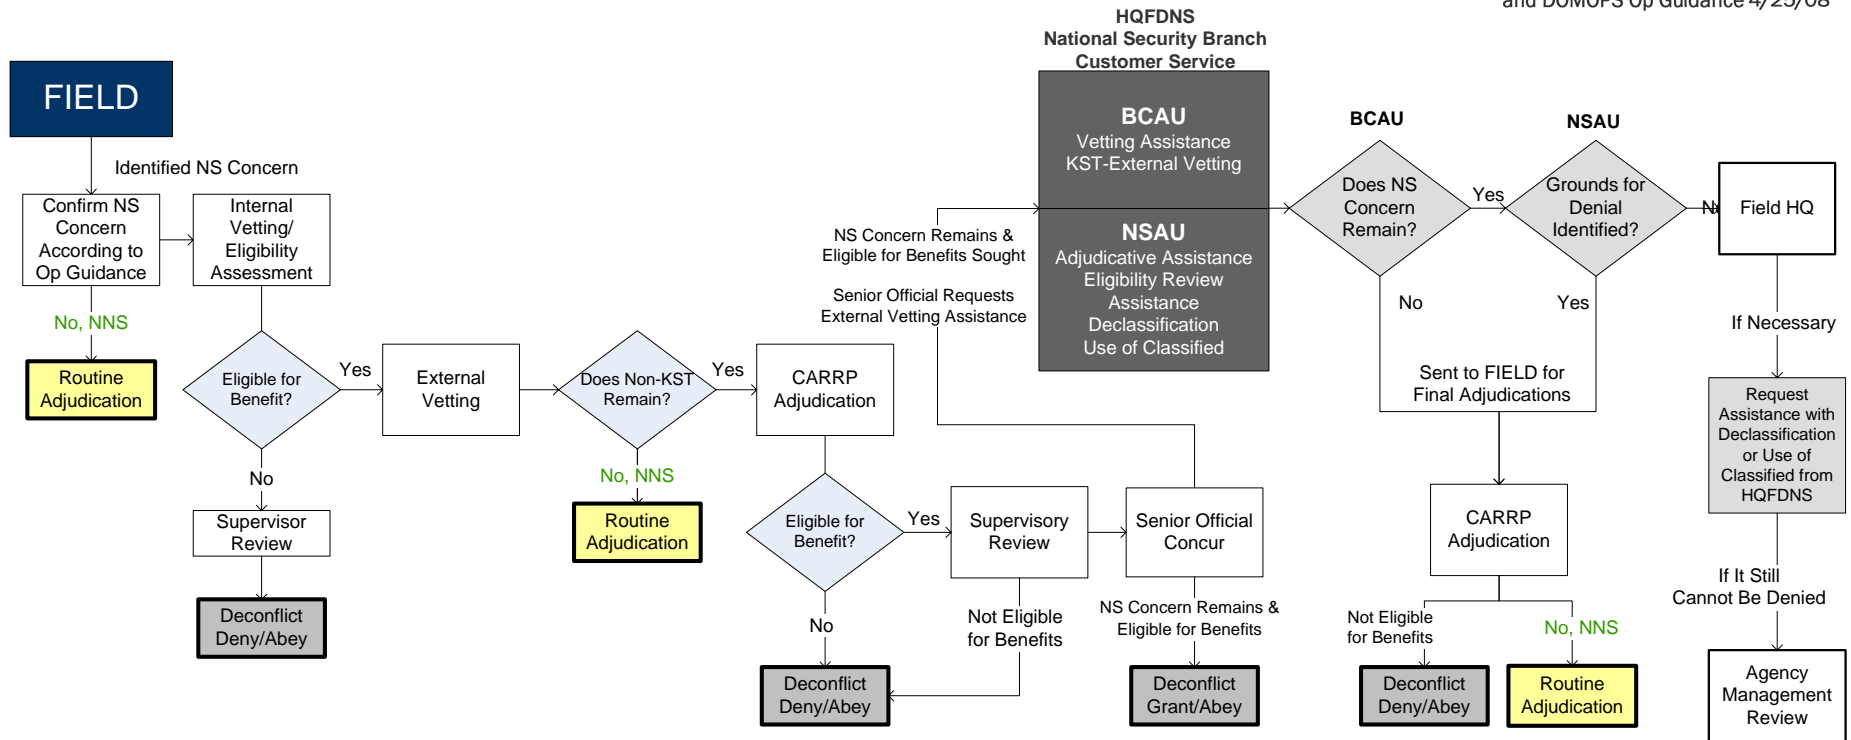 and DOMOPS Op Guidance 4/25/08
HQFDNS
National Security Branch
Customer Service
FIELD
Identified NS Concern
Confirm NS
Concern
According to
Op Guidance
Internal
Vetting/
Eligibility
Assessment
No, NNS
Routine
Adjudication
Eligible for
Benefit?
Yes
No
Supervisor
Review
Deconflict
Deny/Abey
External
Vetting
Does Non-KST
Remain?
Yes
No, NNS
Routine
Adjudication
CARRP
Adjudication
Eligible for
Benefit?
Yes
No
Deconflict
Deny/Abey
Supervisory
Review
Not Eligible
for Benefits
Senior Official
Concur
NS Concern Remains &
Eligible for Benefits
Deconflict
Grant/Abey
NS Concern Remains &
Eligible for Benefits Sought
Senior Official Requests
External Vetting Assistance
BCAU
Vetting Assistance
KST-External Vetting
NSAU
Adjudicative Assistance
Eligibility Review
Assistance
Declassification
Use of Classified
BCAU
Does NS
Concern
Remain?
Yes
No
NSAU
Grounds for
Denial
Identified?
Yes
Sent to FIELD for
Final Adjudications
CARRP
Adjudication
Not Eligible
for Benefits
No, NNS
Deconflict
Deny/Abey
Routine
Adjudication
Field HQ
If Necessary
Request
Assistance with
Declassification
or Use of
Classified from
HQFDNS
If It Still
Cannot Be Denied
Agency
Management
Review